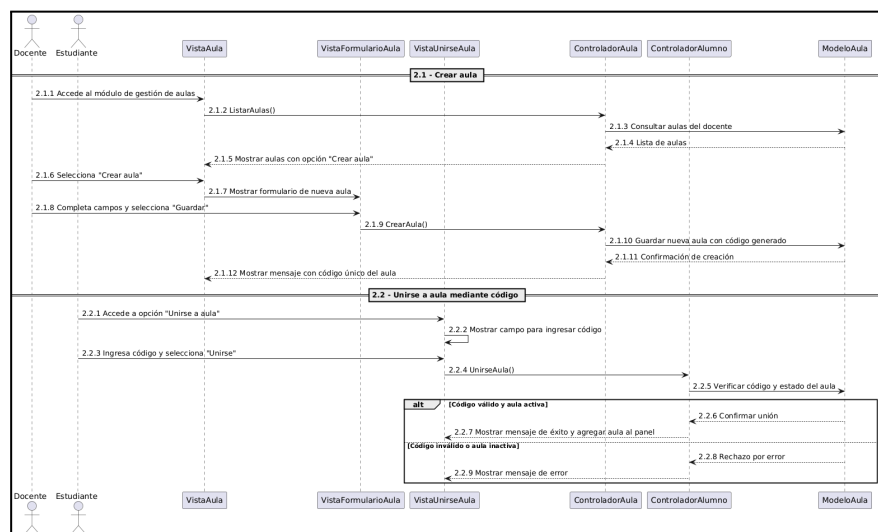 Docente Estudiante VistaAula VistaFormularioAula VistaUnirseAula ControladorAula ControladorAlumno ModeloAula
2.1 - Crear aula
2.1.1 Accede al módulo de gestión de aulas
2.1.2 ListarAulas()
2.1.3 Consultar aulas del docente
2.1.4 Lista de aulas
2.1.5 Mostrar aulas con opción "Crear aula"
2.1.6 Selecciona "Crear aula"
2.1.7 Mostrar formulario de nueva aula
2.1.8 Completa campos y selecciona "Guardar"
2.1.9 CrearAula()
2.1.10 Guardar nueva aula con código generado
2.1.11 Confirmación de creación
2.1.12 Mostrar mensaje con código único del aula
2.2 - Unirse a aula mediante código
2.2.1 Accede a opción "Unirse a aula"
2.2.2 Mostrar campo para ingresar código
2.2.3 Ingresa código y selecciona "Unirse"
2.2.4 UnirseAula()
2.2.5 Verificar código y estado del aula
alt [Código válido y aula activa]
2.2.6 Confirmar unión
2.2.7 Mostrar mensaje de éxito y agregar aula al panel
[Código inválido o aula inactiva]
2.2.8 Rechazo por error
2.2.9 Mostrar mensaje de error
Docente Estudiante VistaAula VistaFormularioAula VistaUnirseAula ControladorAula ControladorAlumno ModeloAula